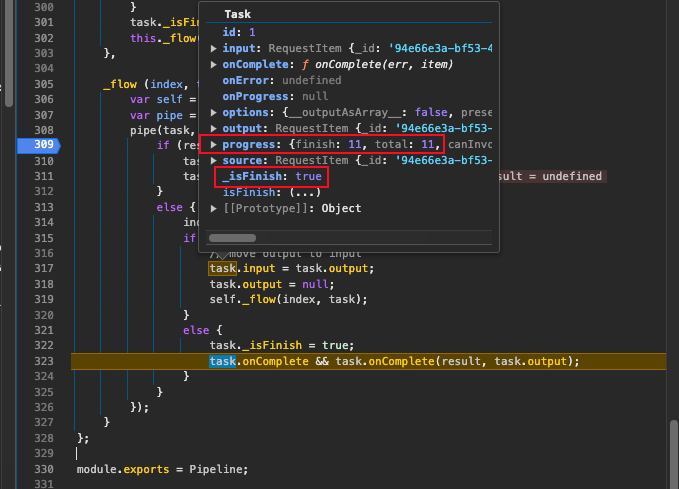 300 }
301 task._isFin
302 this._flow(
303 },
304
305 _flow (index, t
306 var self =
307 var pipe =
308 pipe(task,
309 if (res
310 tas
311 tas sult = undefined
312 }
313 else {
314 ind
315 if
316 // move output to input
317 task.input = task.output;
318 task.output = null;
319 self._flow(index, task);
320 }
321 else {
322 task._isFinish = true;
323 task.onComplete && task.onComplete(result, task.output);
324 }
325 }
326 });
327 }
328 };
329
330 module.exports = Pipeline;
331
Task
id: 1
input: RequestItem {_id: '94e66e3a-bf53-4
onComplete: ƒ onComplete(err, item)
onError: undefined
onProgress: null
options: {__outputAsArray__: false, prese
output: RequestItem {_id: '94e66e3a-bf53-
progress: {finish: 11, total: 11, canInvo
source: RequestItem {_id: '94e66e3a-bf53-
_isFinish: true
isFinish: (...)
[[Prototype]]: Object